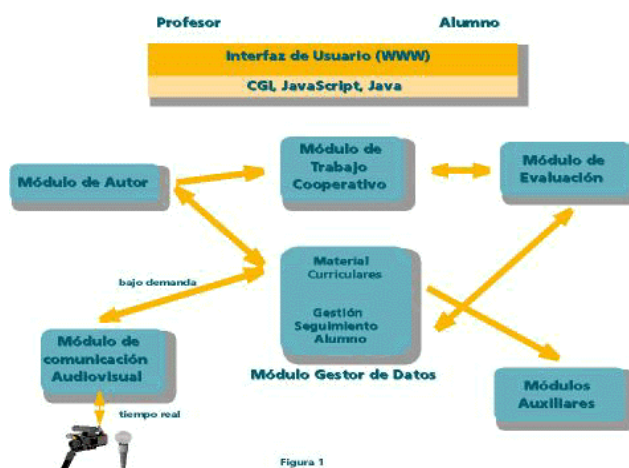 Profesor Alumno
Interfaz de Usuario (WWW)
CGI, JavaScript, Java
Módulo de Autor
Módulo de
Trabajo
Cooperativo
Módulo de
Evaluación
bajo demanda
Material
Curriculares
Gestión
Seguimiento
Alumno
Módulo Gestor de Datos
Módulo de
comunicación
Audiovisual
tiempo real
Módulos
Auxiliares
Figura 1